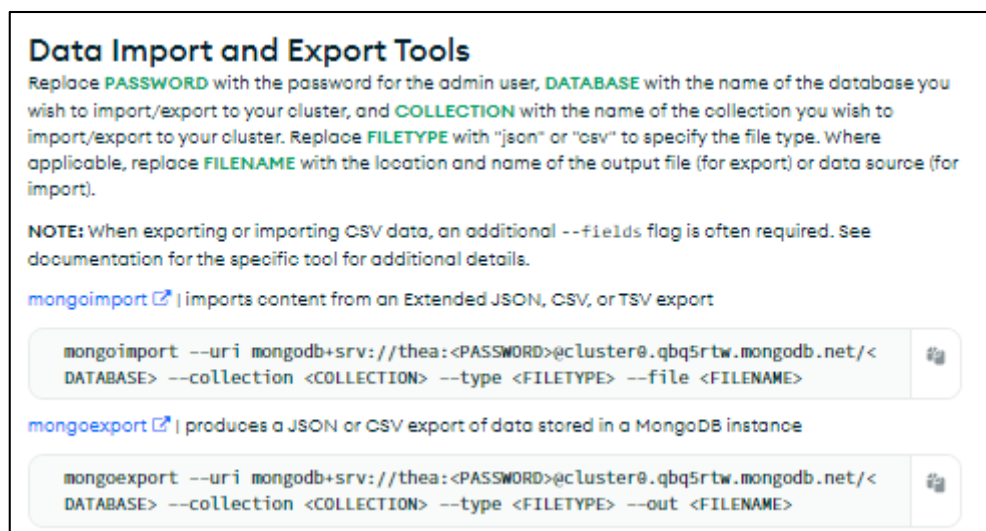 Data Import and Export Tools
Replace PASSWORD with the password for the admin user, DATABASE with the name of the database you
wish to import/export to your cluster, and COLLECTION with the name of the collection you wish to
import/export to your cluster. Replace FILETYPE with "json" or "csv" to specify the file type. Where
applicable, replace FILENAME with the location and name of the output file (for export) or data source (for
import).
NOTE: When exporting or importing CSV data, an additional --fields flag is often required. See
documentation for the specific tool for additional details.
mongoimport | imports content from an Extended JSON, CSV, or TSV export
mongoimport --uri mongodb+srv://thea:<PASSWORD>@cluster0.qbq5rtw.mongodb.net/<
DATABASE> --collection <COLLECTION> --type <FILETYPE> --file <FILENAME>
mongoexport | produces a JSON or CSV export of data stored in a MongoDB instance
mongoexport --uri mongodb+srv://thea:<PASSWORD>@cluster0.qbq5rtw.mongodb.net/<
DATABASE> --collection <COLLECTION> --type <FILETYPE> --out <FILENAME>